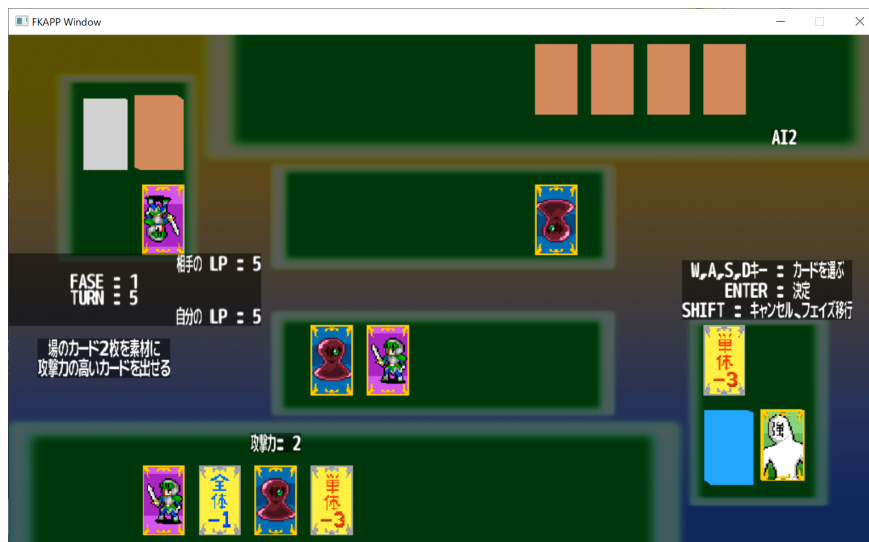 FKAPP Window
AI2
相手の LP = 5
FASE = 1
TURN = 5
自分の LP = 5
W,A,S,Dキー = カードを選ぶ
ENTER = 決定
SHIFT = キャンセル、フェイズ移行
場のカード2枚を素材に
攻撃力の高いカードを出せる
単体
-3
強
攻撃力= 2
全体
-1
単体
-3